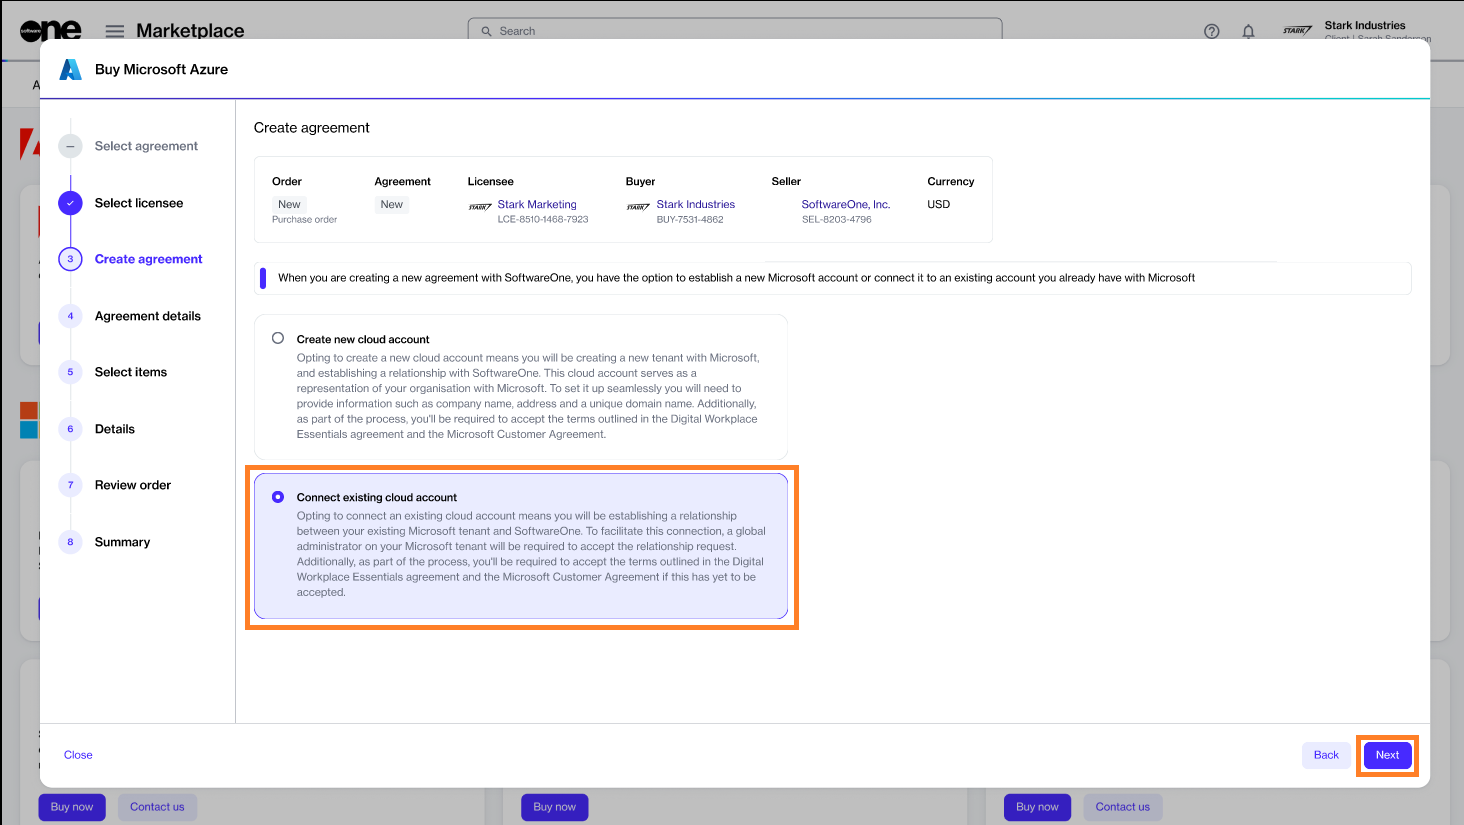 software
one
Marketplace
Search
STARK
Stark Industries
Client | Sarah Sanderson
Buy Microsoft Azure
A
Select agreement
Select licensee
3
Create agreement
4
Agreement details
5
Select items
6
Details
7
Review order
8
Summary
Create agreement
Order Agreement Licensee Buyer Seller Currency
New New STARK Stark Marketing STARK Stark Industries SoftwareOne, Inc. USD
Purchase order LCE-8510-1468-7923 BUY-7531-4862 SEL-8203-4796
When you are creating a new agreement with SoftwareOne, you have the option to establish a new Microsoft account or connect it to an existing account you already have with Microsoft
Create new cloud account
Opting to create a new cloud account means you will be creating a new tenant with Microsoft,
and establishing a relationship with SoftwareOne. This cloud account serves as a
representation of your organisation with Microsoft. To set it up seamlessly you will need to
provide information such as company name, address and a unique domain name. Additionally,
as part of the process, you'll be required to accept the terms outlined in the Digital Workplace
Essentials agreement and the Microsoft Customer Agreement.
Connect existing cloud account
Opting to connect an existing cloud account means you will be establishing a relationship
between your existing Microsoft tenant and SoftwareOne. To facilitate this connection, a global
administrator on your Microsoft tenant will be required to accept the relationship request.
Additionally, as part of the process, you'll be required to accept the terms outlined in the Digital
Workplace Essentials agreement and the Microsoft Customer Agreement if this has yet to be
accepted.
Close
Back
Next
Buy now
Contact us
Buy now
Buy now
Contact us